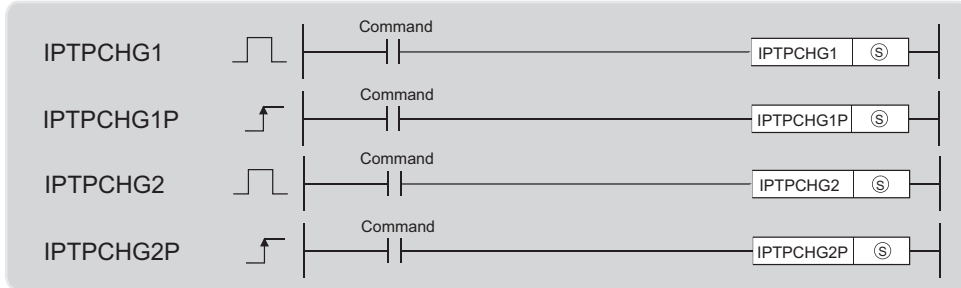 Command
IPTPCHG1 IPTPCHG1 Ⓢ
Command
IPTPCHG1P IPTPCHG1P Ⓢ
Command
IPTPCHG2 IPTPCHG2 Ⓢ
Command
IPTPCHG2P IPTPCHG2P Ⓢ